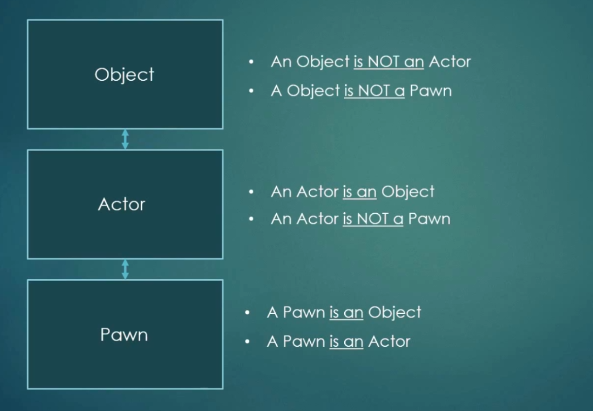 Object
• An Object is NOT an Actor
• A Object is NOT a Pawn
Actor
• An Actor is an Object
• An Actor is NOT a Pawn
Pawn
• A Pawn is an Object
• A Pawn is an Actor